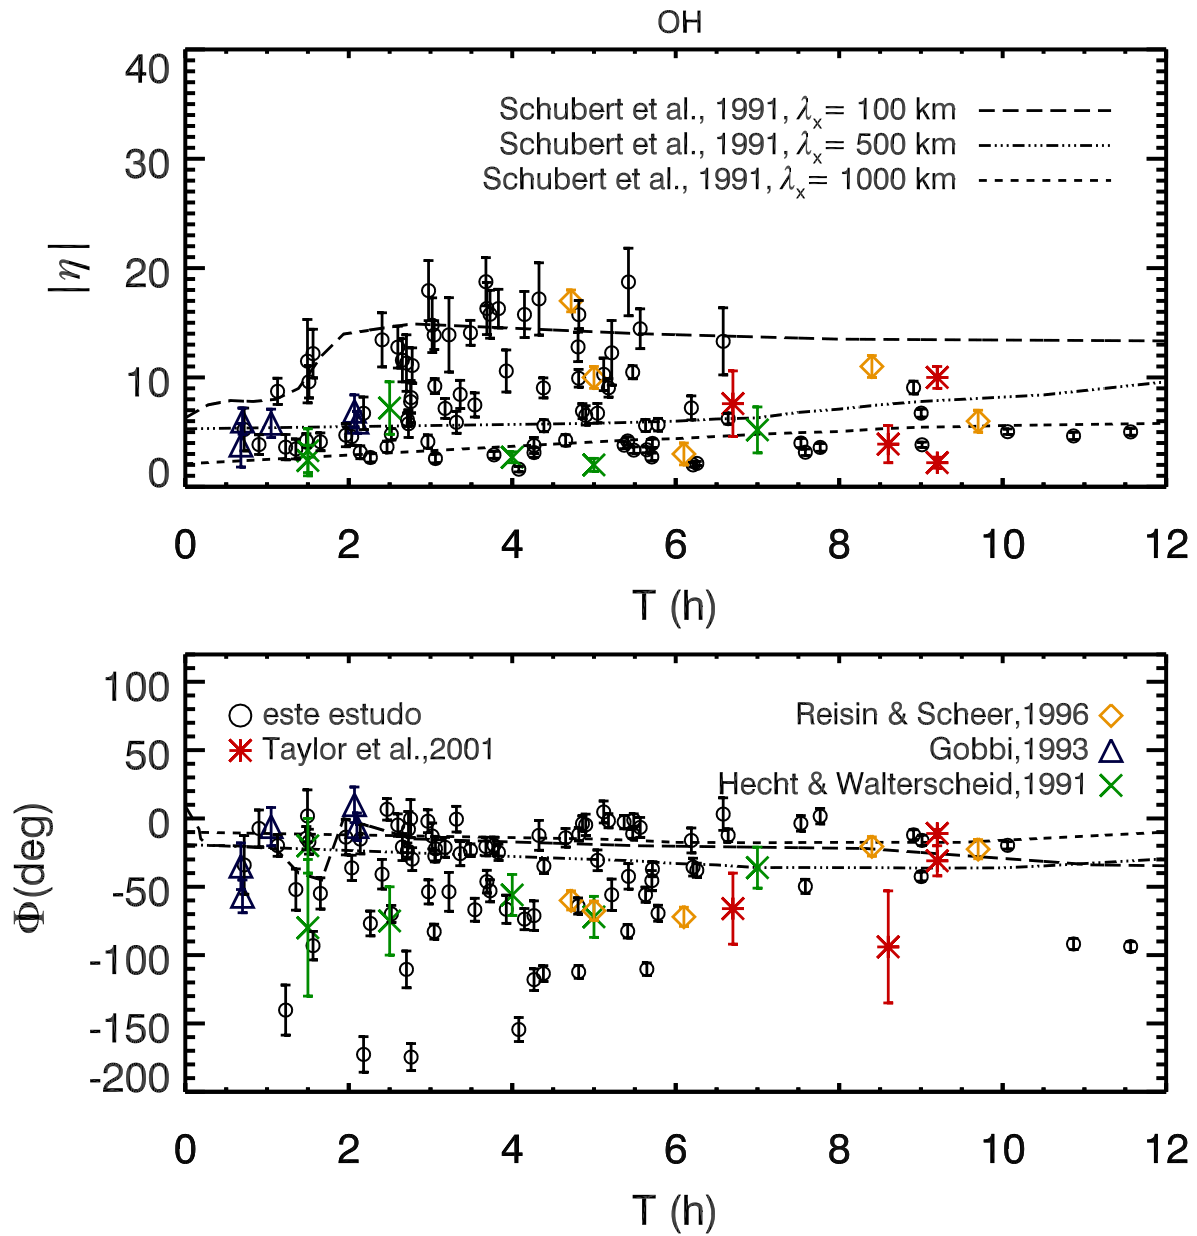 OH
40
30
20
10
0
|η|
Schubert et al., 1991, λx= 100 km
Schubert et al., 1991, λx= 500 km
Schubert et al., 1991, λx= 1000 km
0 2 4 6 8 10 12
T (h)
100
50
0
-50
-100
-150
-200
Φ(deg)
este estudo
Taylor et al.,2001
Reisin & Scheer,1996
Gobbi,1993
Hecht & Walterscheid,1991
0 2 4 6 8 10 12
T (h)